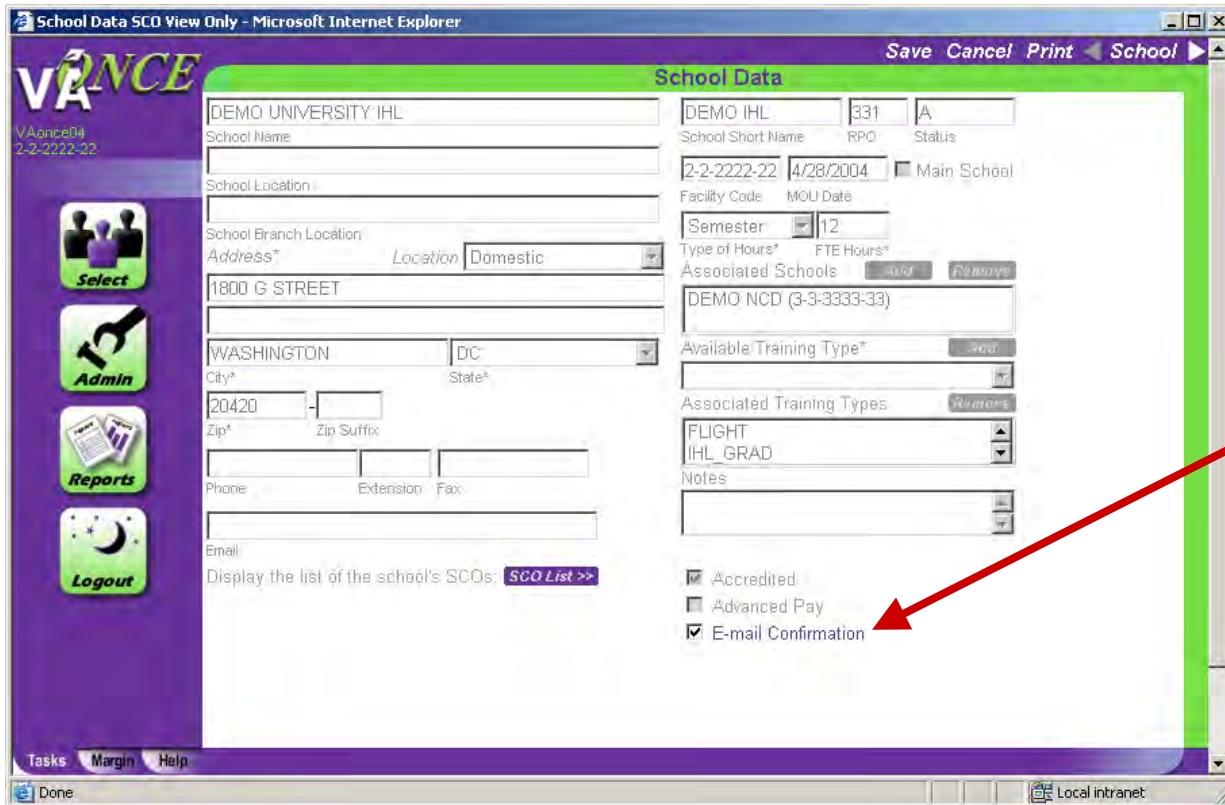 School Data SCO View Only - Microsoft Internet Explorer
Save Cancel Print School
VA ONCE
School Data
VAonce04
2-2-2222-22
DEMO UNIVERSITY IHL
School Name
School Location
School Branch Location
Address* Location Domestic
1800 G STREET
WASHINGTON DC
City* State*
20420 -
Zip* Zip Suffix
Phone Extension Fax
Email
Display the list of the school's SCOs: SCO List >>
DEMO IHL 331 A
School Short Name RPO Status
2-2-2222-22 4/28/2004 Main School
Facility Code MOU Date
Semester 12
Type of Hours* FTE Hours*
Associated Schools Add Remove
DEMO NCD (3-3-3333-33)
Available Training Type* Add
Associated Training Types Remove
FLIGHT
IHL_GRAD
Notes
Accredited
Advanced Pay
E-mail Confirmation
Select
Admin
Reports
Logout
Tasks Margin Help
Done Local intranet